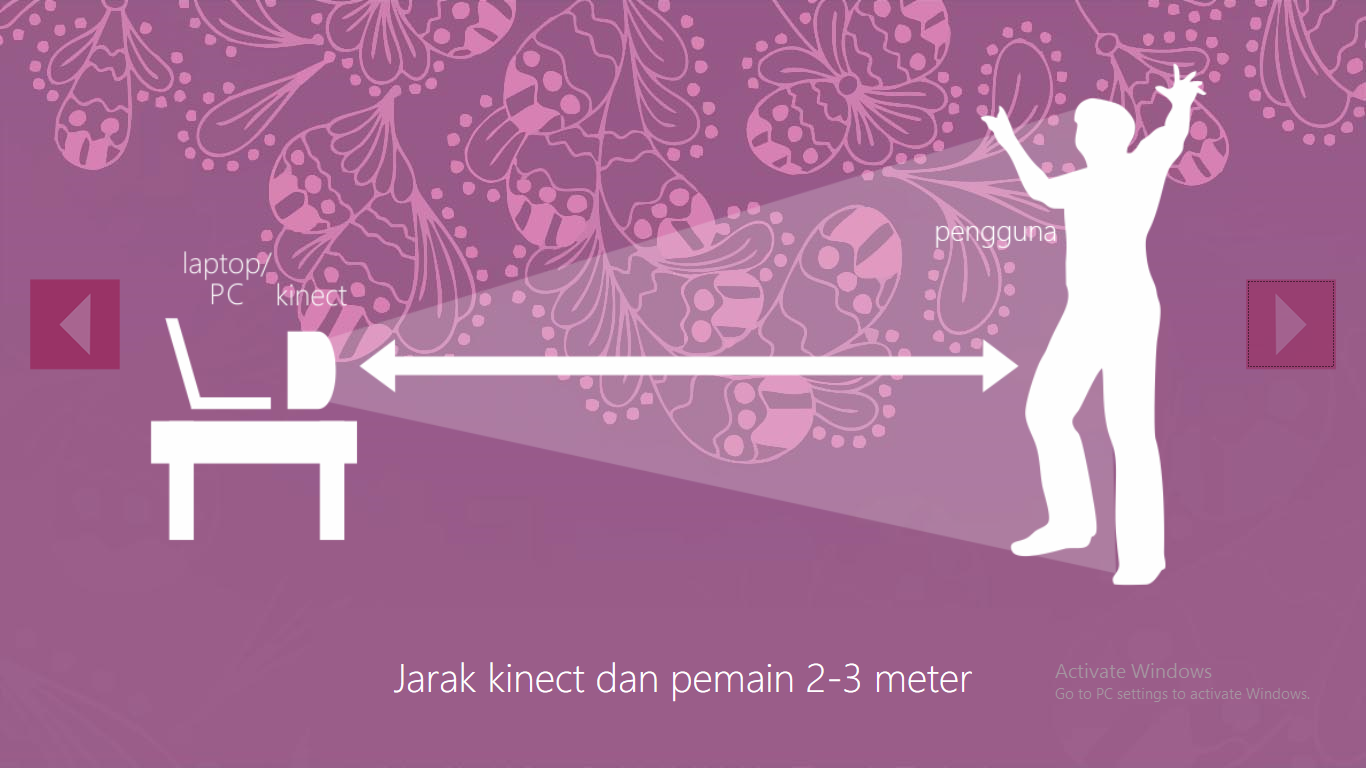 laptop/
PC
kinect
pengguna
Jarak kinect dan pemain 2-3 meter
Activate Windows
Go to PC settings to activate Windows.